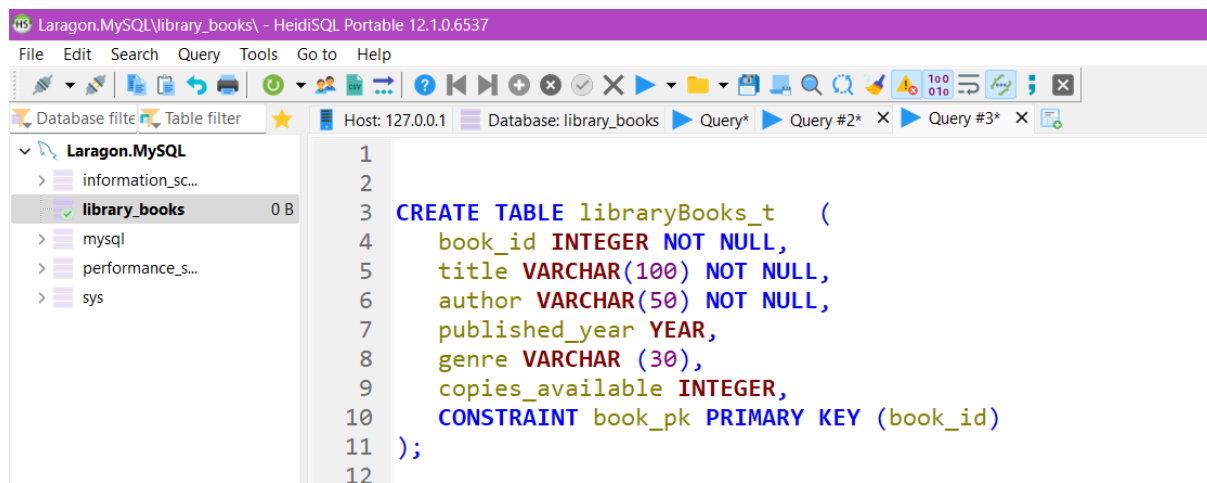 Laragon.MySQL\library_books\ - HeidiSQL Portable 12.1.0.6537
File Edit Search Query Tools Go to Help
Database filte Table filter
Host: 127.0.0.1 Database: library_books Query* Query #2* Query #3*
Laragon.MySQL
information_sc...
library_books 0 B
mysql
performance_s...
sys
1
2
3 CREATE TABLE libraryBooks_t (
4 book_id INTEGER NOT NULL,
5 title VARCHAR(100) NOT NULL,
6 author VARCHAR(50) NOT NULL,
7 published_year YEAR,
8 genre VARCHAR (30),
9 copies_available INTEGER,
10 CONSTRAINT book_pk PRIMARY KEY (book_id)
11 );
12